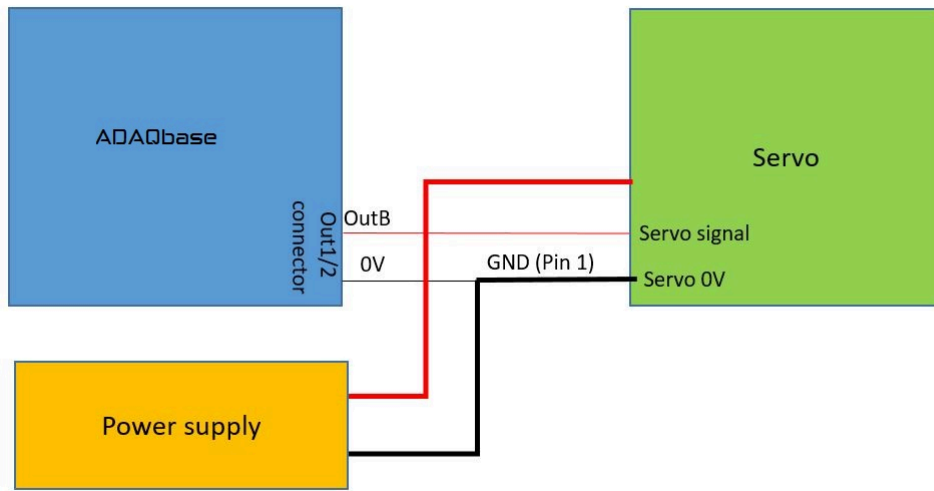 ADAQbase
Servo
Out1/2
connector
OutB
Servo signal
0V
GND (Pin 1)
Servo 0V
Power supply